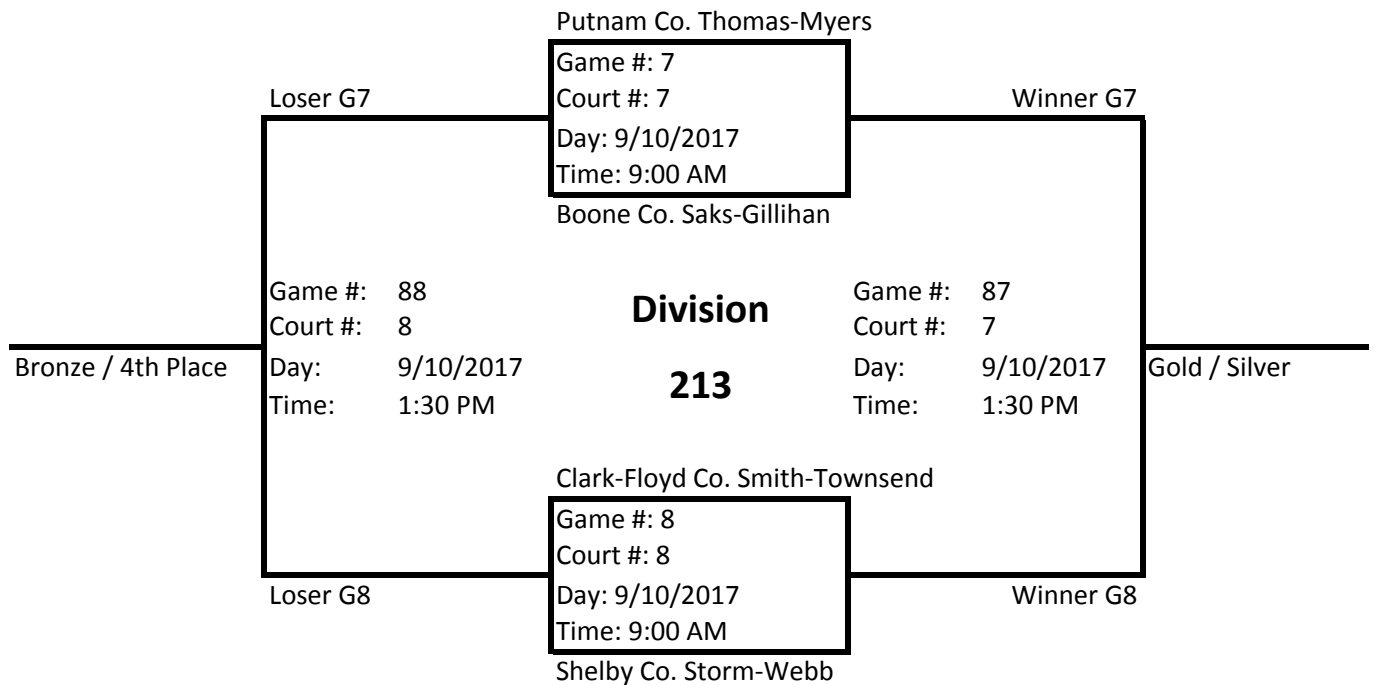 Putnam Co. Thomas-Myers
Game #: 7
Loser G7
Court #: 7
Winner G7
Day: 9/10/2017
Time: 9:00 AM
Boone Co. Saks-Gillihan
Game #: 88
Court #: 8
Day: 9/10/2017
Time: 1:30 PM
Bronze / 4th Place
Division
213
Game #: 87
Court #: 7
Day: 9/10/2017
Time: 1:30 PM
Gold / Silver
Clark-Floyd Co. Smith-Townsend
Game #: 8
Court #: 8
Loser G8
Day: 9/10/2017
Winner G8
Time: 9:00 AM
Shelby Co. Storm-Webb